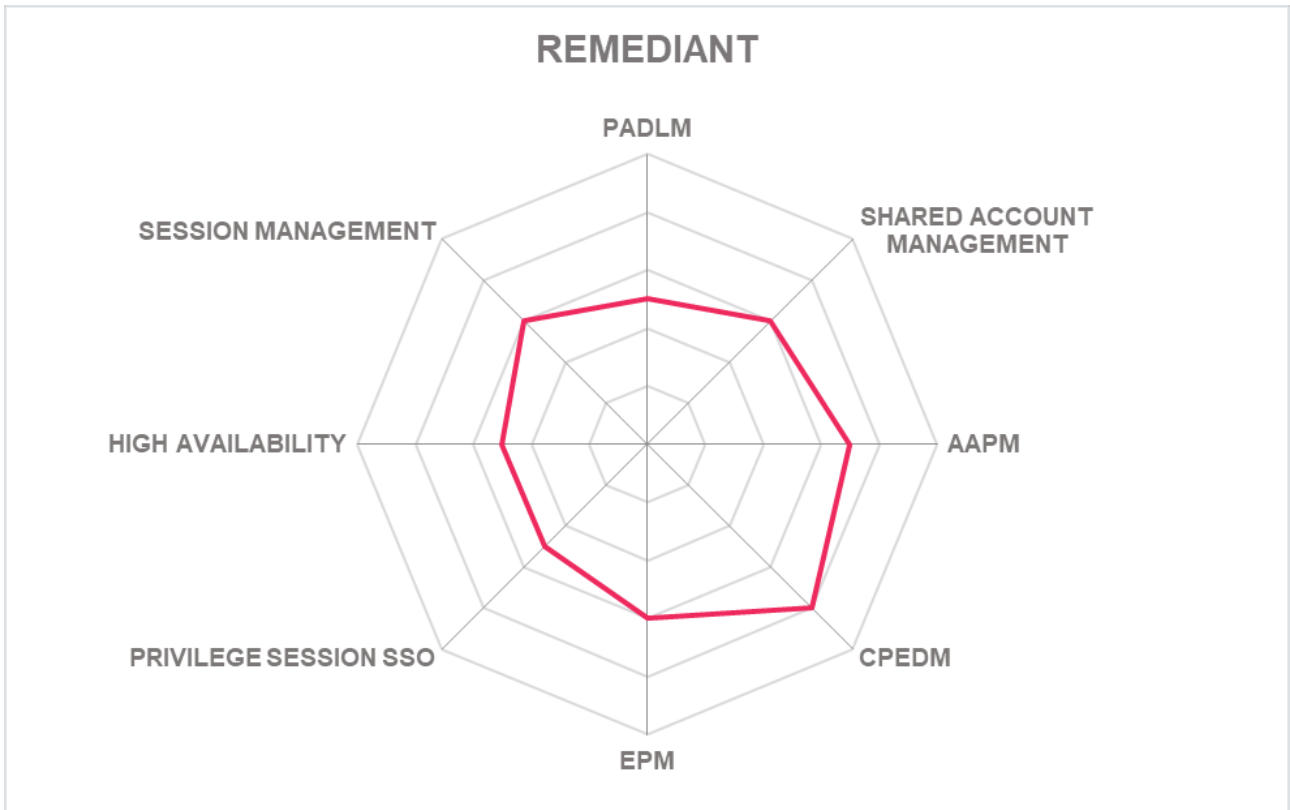 REMEDIANT
PADLM
SHARED ACCOUNT
MANAGEMENT
SESSION MANAGEMENT
HIGH AVAILABILITY
AAPM
PRIVILEGE SESSION SSO
CPEDM
EPM